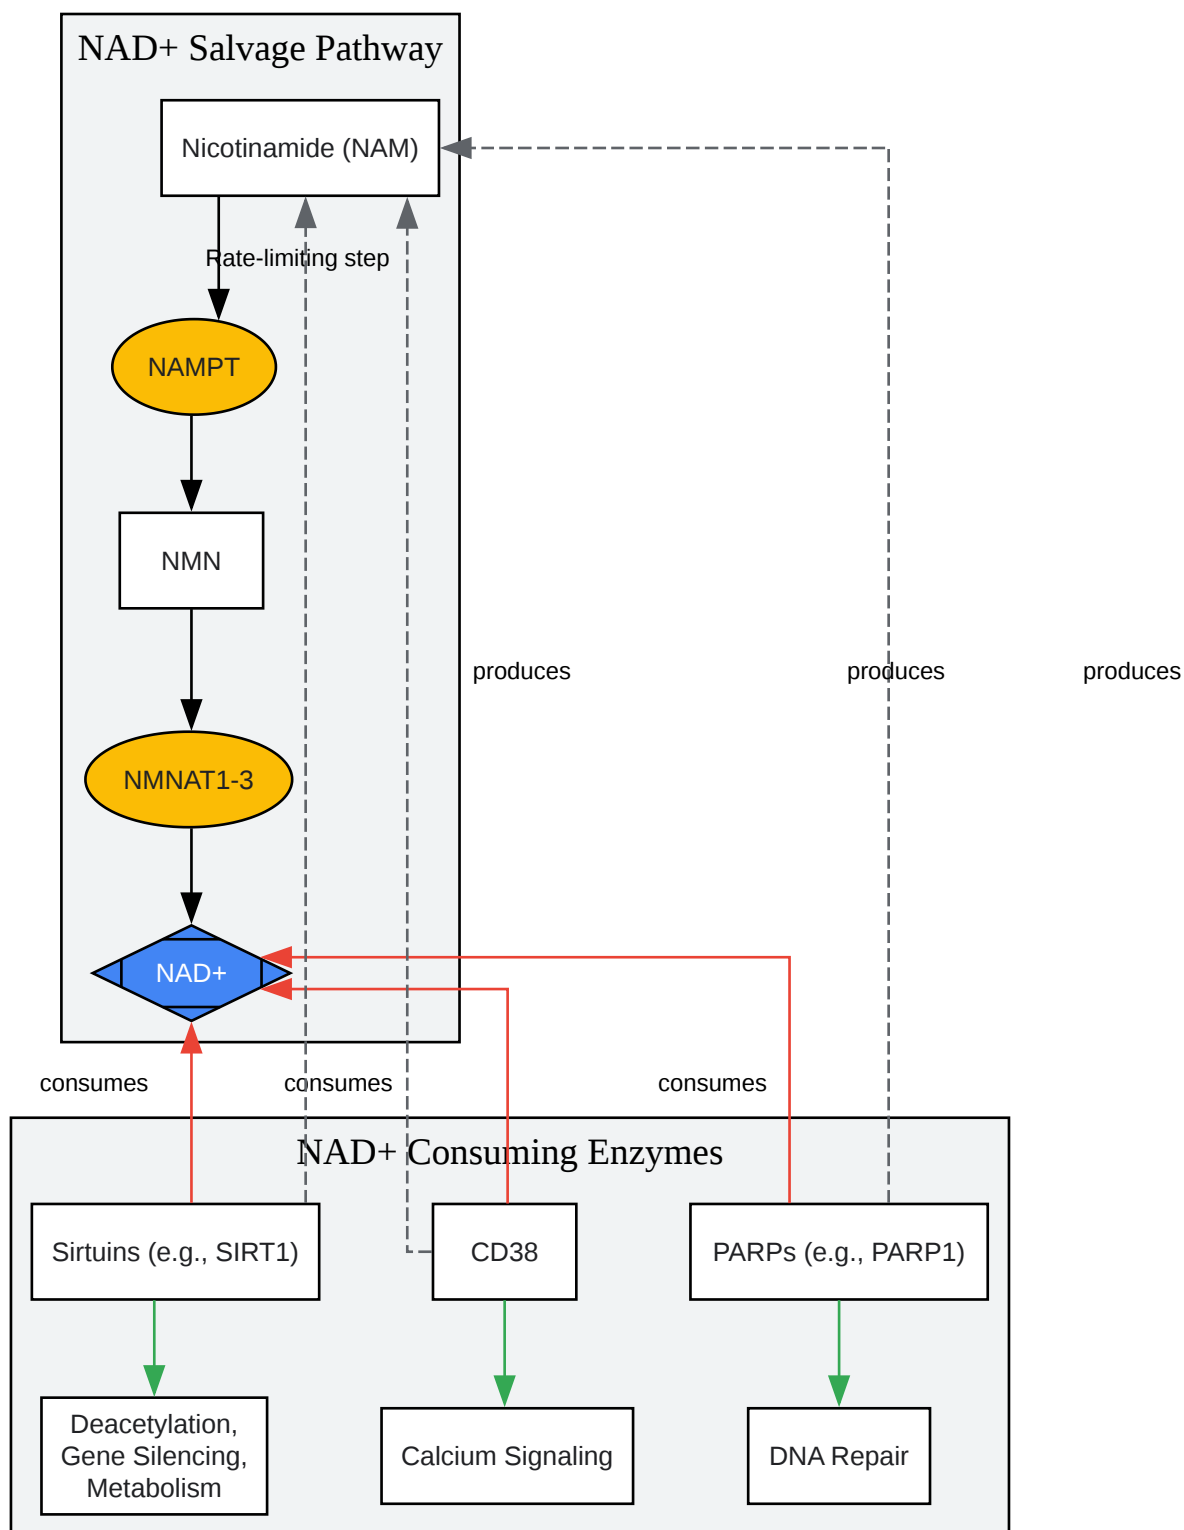 NAD+ Salvage Pathway
Nicotinamide (NAM)
Rate-limiting step
NAMPT
NMN
produces
produces
produces
NMNAT1-3
NAD+
consumes
consumes
consumes
NAD+ Consuming Enzymes
Sirtuins (e.g., SIRT1)
CD38
PARPs (e.g., PARP1)
Deacetylation,
Gene Silencing,
Metabolism
Calcium Signaling
DNA Repair